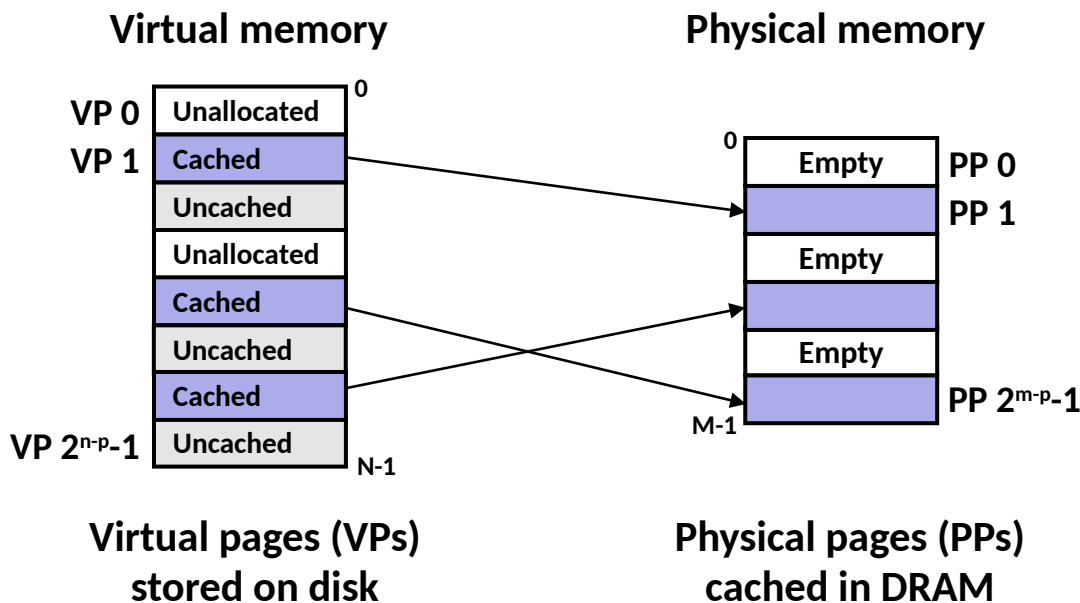 Virtual memory
Physical memory
0
VP 0
Unallocated
VP 1
Cached
Uncached
Unallocated
Cached
Uncached
Cached
VP 2ⁿ⁻ᵖ-1
Uncached
N-1
0
Empty
PP 0
PP 1
Empty
Empty
PP 2ᵐ⁻ᵖ-1
M-1
Virtual pages (VPs)
stored on disk
Physical pages (PPs)
cached in DRAM